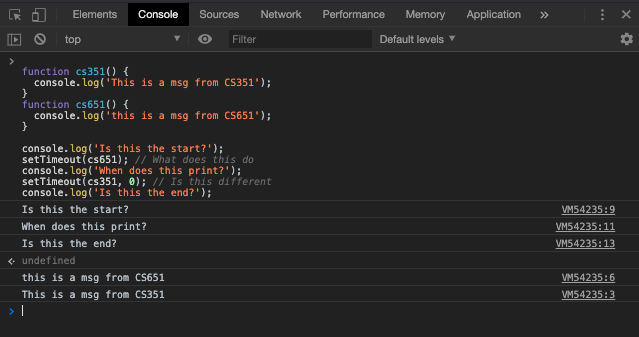 Elements Console Sources Network Performance Memory Application »
top ▼ Filter Default levels ▼
>
function cs351() {
  console.log('This is a msg from CS351');
}
function cs651() {
  console.log('this is a msg from CS651');
}
console.log('Is this the start?');
setTimeout(cs651); // What does this do
console.log('When does this print?');
setTimeout(cs351, 0); // Is this different
console.log('Is this the end?');
Is this the start? VM54235:9
When does this print? VM54235:11
Is this the end? VM54235:13
undefined
this is a msg from CS651 VM54235:6
This is a msg from CS351 VM54235:3
>